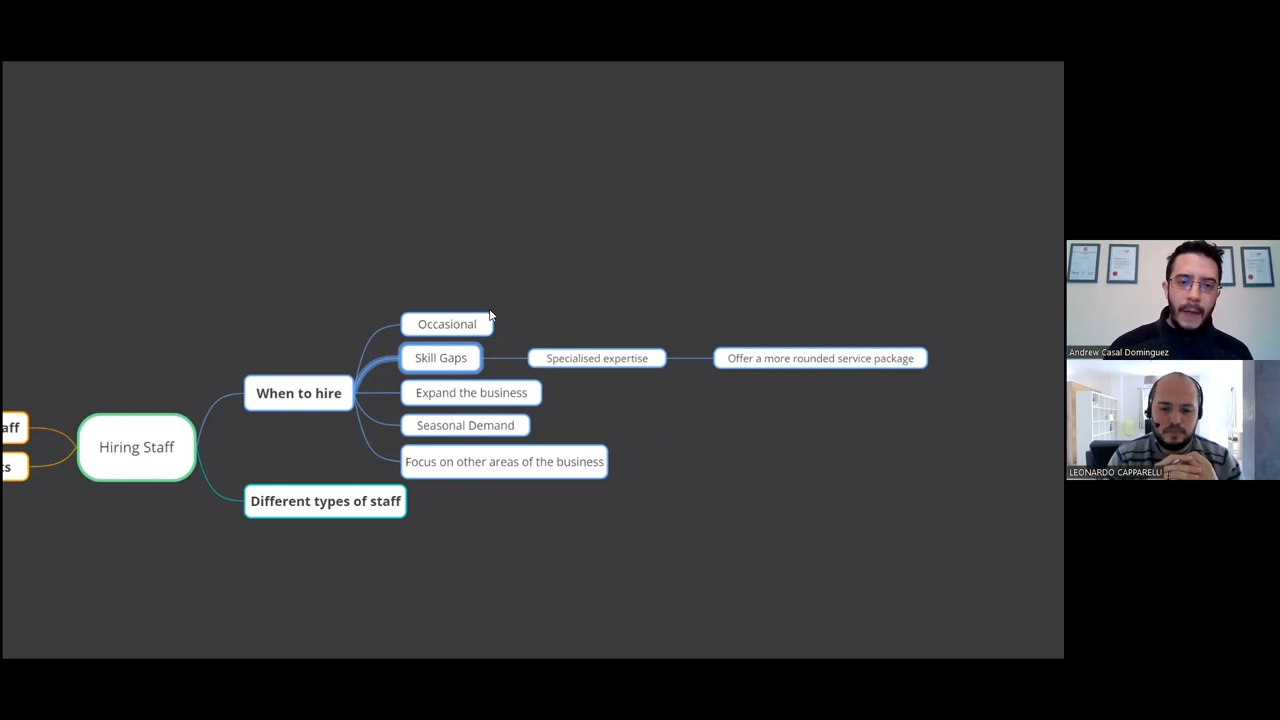 Occasional
Skill Gaps
Specialised expertise
Offer a more rounded service package
When to hire
Expand the business
aff
Hiring Staff
Seasonal Demand
ts
Focus on other areas of the business
Different types of staff
Andrew Casal Dominguez
LEONARDO CAPPARELLI